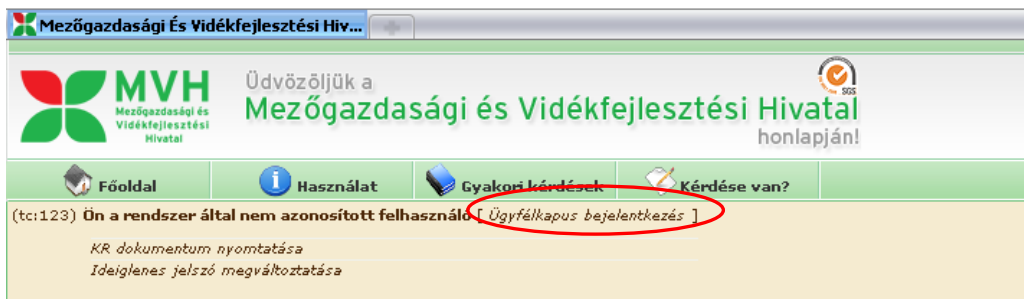 Mezőgazdasági És Vidékfejlesztési Hiv...
MVH
Mezőgazdasági és
Vidékfejlesztési
Hivatal
Üdvözöljük a
Mezőgazdasági és Vidékfejlesztési Hivatal
honlapján!
SGS
Főoldal
Használat
Gyakori kérdések
Kérdése van?
(tc:123) Ön a rendszer által nem azonosított felhasználó [ Ügyfélkapus bejelentkezés ]
KR dokumentum nyomtatása
Ideiglenes jelszó megváltoztatása